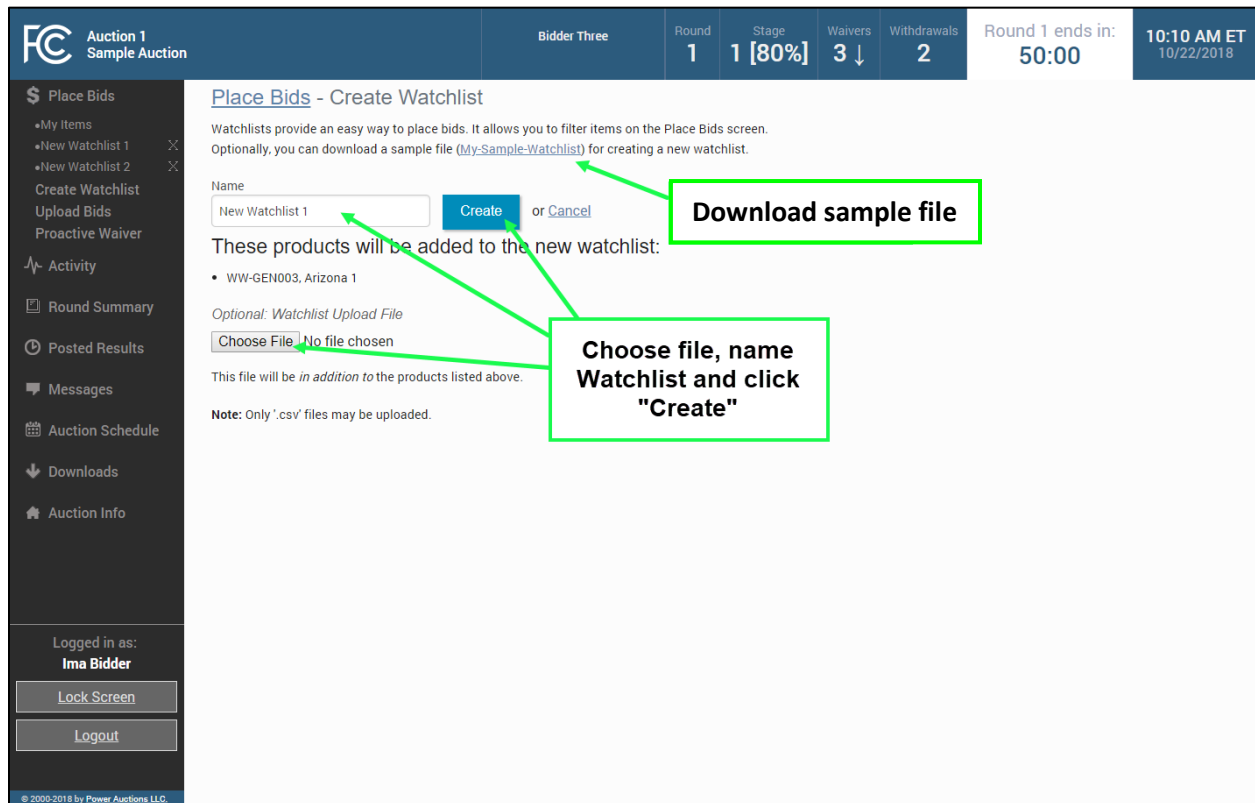 FCC
Auction 1
Sample Auction
Bidder Three
Round
1
Stage
1 [80%]
Waivers
3 ↓
Withdrawals
2
Round 1 ends in:
50:00
10:10 AM ET
10/22/2018
$ Place Bids
•My Items
•New Watchlist 1 X
•New Watchlist 2 X
Create Watchlist
Upload Bids
Proactive Waiver
Activity
Round Summary
Posted Results
Messages
Auction Schedule
Downloads
Auction Info
Logged in as:
Ima Bidder
Lock Screen
Logout
© 2000-2018 by Power Auctions LLC.
Place Bids - Create Watchlist
Watchlists provide an easy way to place bids. It allows you to filter items on the Place Bids screen.
Optionally, you can download a sample file (My-Sample-Watchlist) for creating a new watchlist.
Name
New Watchlist 1 Create or Cancel
These products will be added to the new watchlist:
• WW-GEN003, Arizona 1
Optional: Watchlist Upload File
Choose File No file chosen
This file will be in addition to the products listed above.
Note: Only '.csv' files may be uploaded.
Download sample file
Choose file, name
Watchlist and click
"Create"